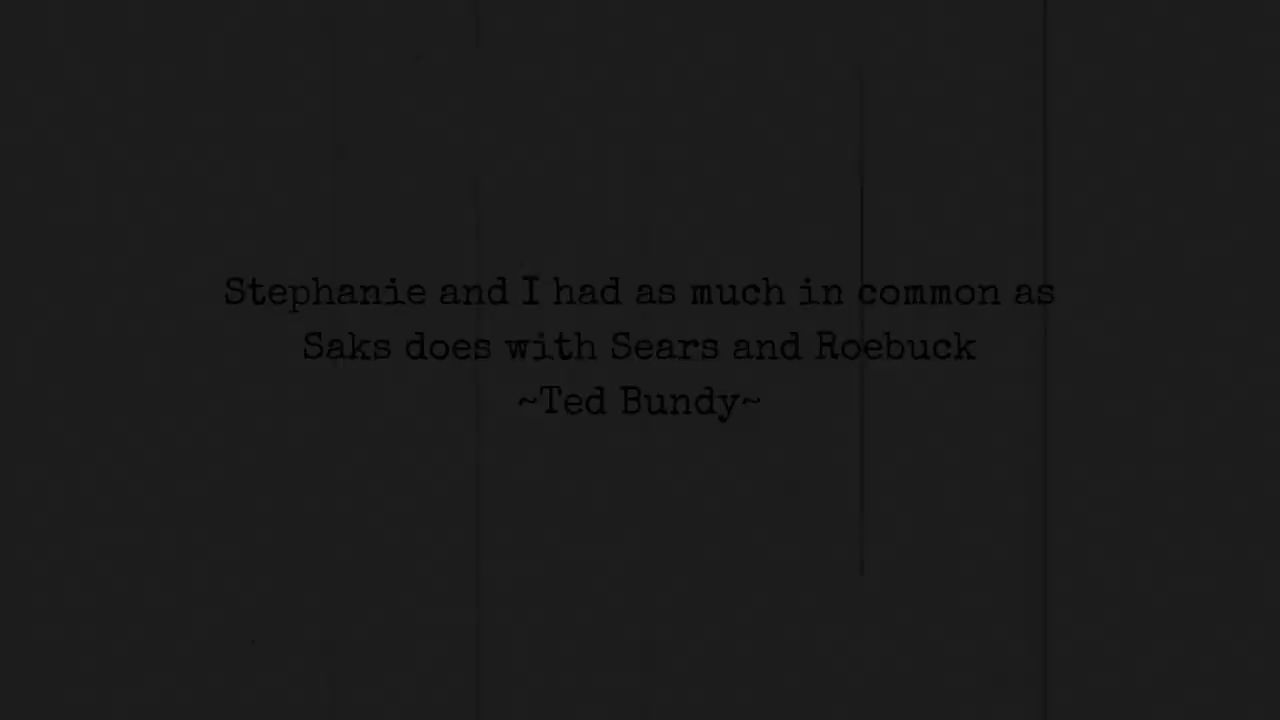 Stephanie and I had as much in common as
Saks does with Sears and Roebuck
~Ted Bundy~